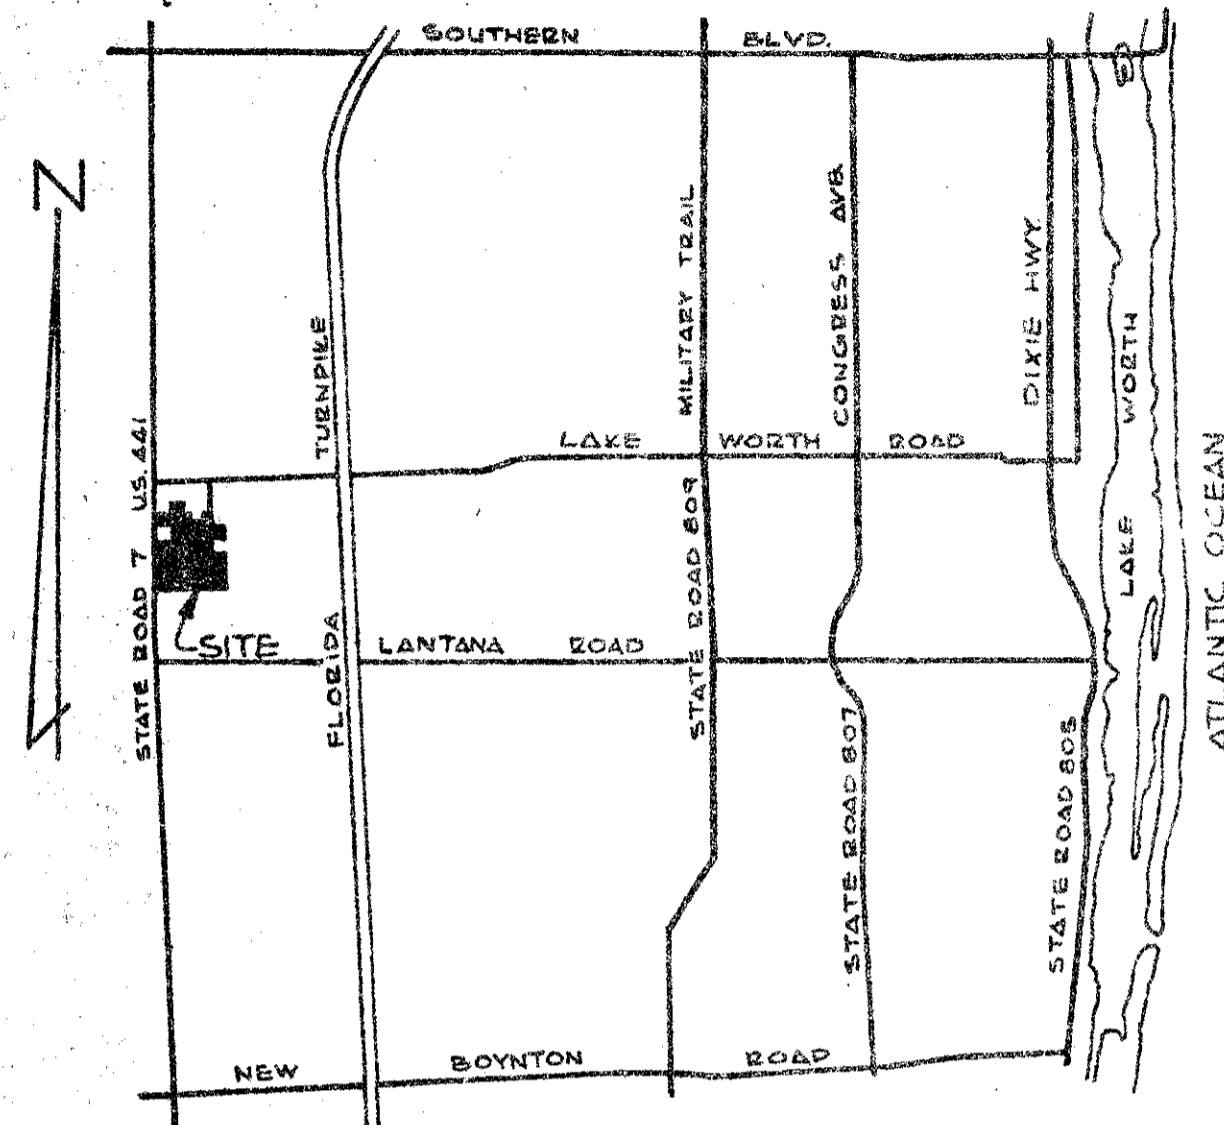 SOUTHERN BLVD.
N
STATE ROAD 7 U.S. 441
FLORIDA TURNPIKE
MILITARY TRAIL
STATE ROAD 809
CONGRESS AVE.
STATE ROAD 807
DIXIE HWY.
STATE ROAD 805
LAKE WORTH
ATLANTIC OCEAN
LAKE WORTH ROAD
SITE
LANTANA ROAD
NEW BOYNTON ROAD